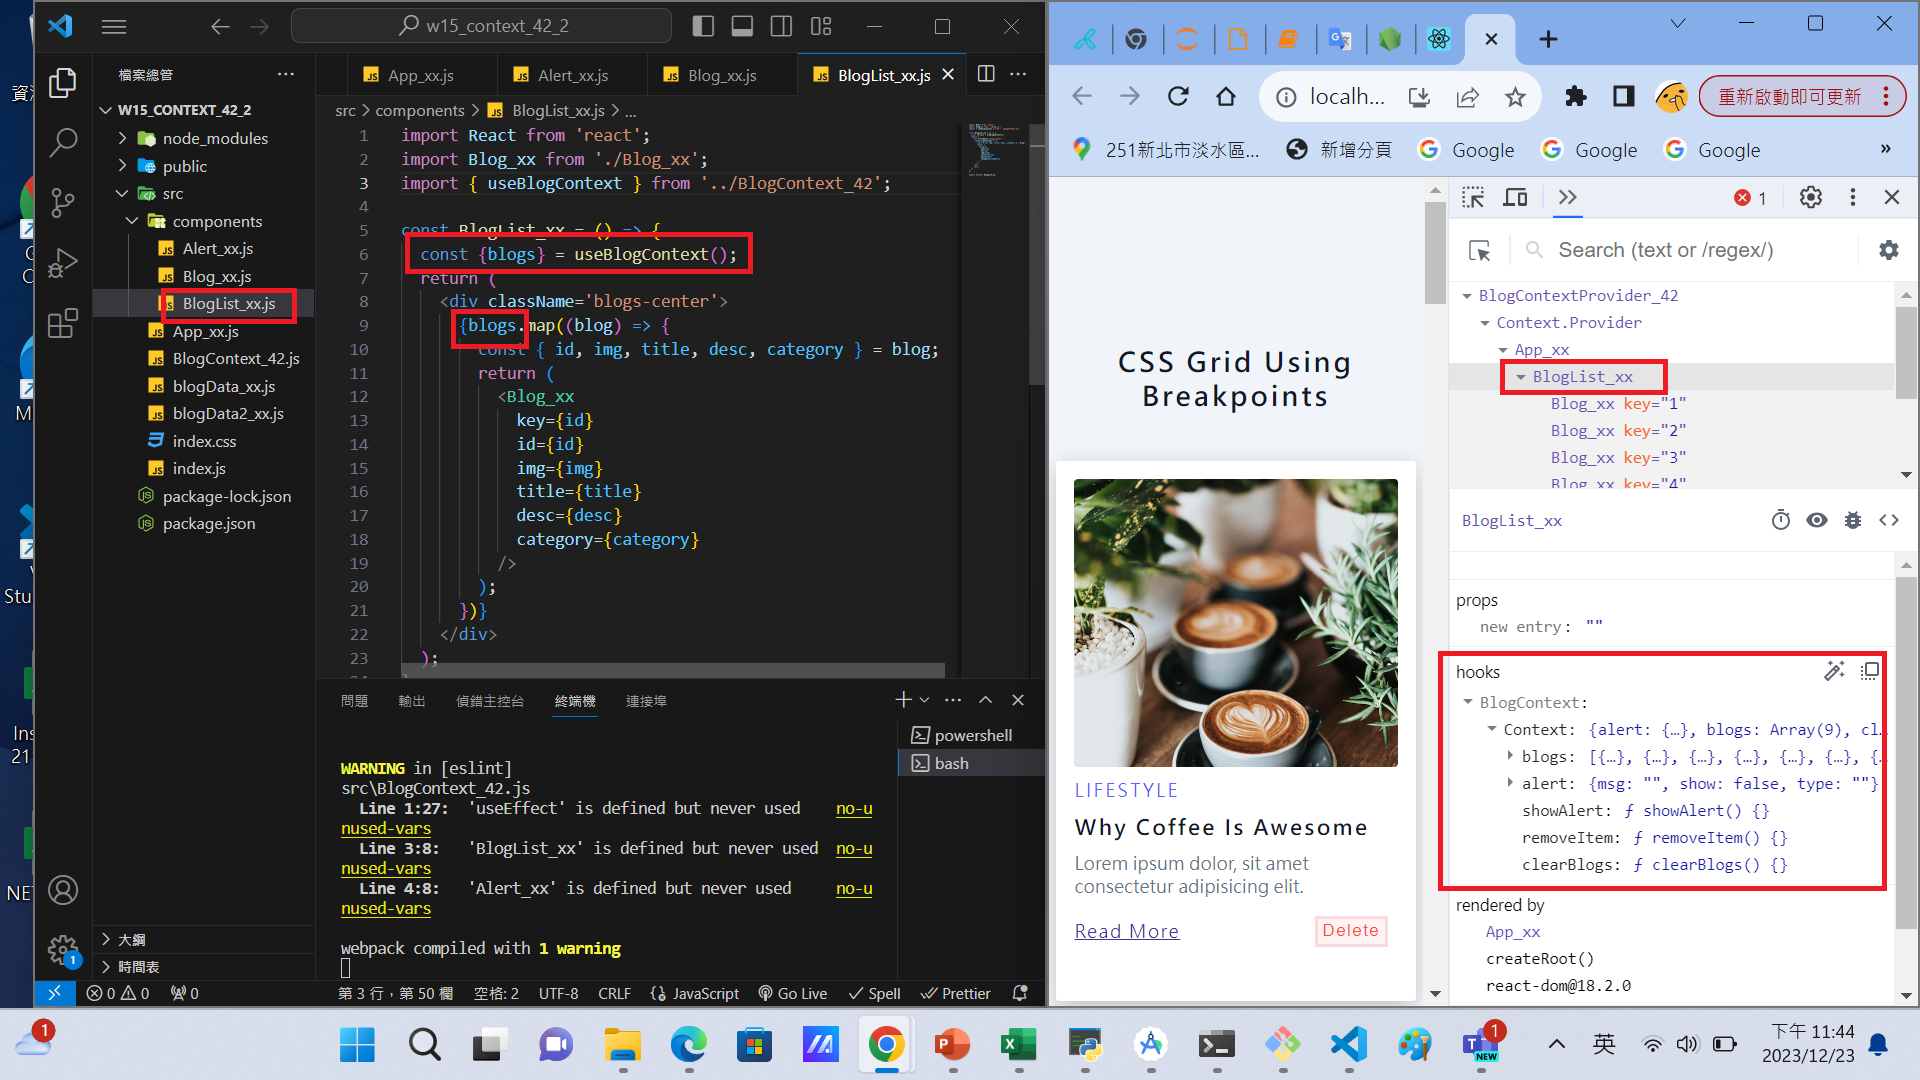 w15_context_42_2
檔案總管
App_xx.js
Alert_xx.js
Blog_xx.js
BlogList_xx.js
W15_CONTEXT_42_2
node_modules
public
src
components
Alert_xx.js
Blog_xx.js
BlogList_xx.js
App_xx.js
BlogContext_42.js
blogData_xx.js
blogData2_xx.js
index.css
index.js
package-lock.json
package.json
大綱
時間表
src > components > BlogList_xx.js > ...
1 import React from 'react';
2 import Blog_xx from './Blog_xx';
3 import { useBlogContext } from '../BlogContext_42';
4
5 const BlogList_xx = () => {
6 const {blogs} = useBlogContext();
7 return (
8 <div className='blogs-center'>
9 {blogs.map((blog) => {
10 const { id, img, title, desc, category } = blog;
11 return (
12 <Blog_xx
13 key={id}
14 id={id}
15 img={img}
16 title={title}
17 desc={desc}
18 category={category}
19 />
20 );
21 })}
22 </div>
23 );
問題 輸出 偵錯主控台 終端機 連接埠
powershell
bash
WARNING in [eslint]
src\BlogContext_42.js
Line 1:27: 'useEffect' is defined but never used no-u
nused-vars
Line 3:8: 'BlogList_xx' is defined but never used no-u
nused-vars
Line 4:8: 'Alert_xx' is defined but never used no-u
nused-vars
webpack compiled with 1 warning
0 0 0 第 3 行，第 50 欄 空格: 2 UTF-8 CRLF JavaScript Go Live Spell Prettier
localh...
重新啟動即可更新
251新北市淡水區...
新增分頁
Google
Google
Google
»
CSS Grid Using
Breakpoints
LIFESTYLE
Why Coffee Is Awesome
Lorem ipsum dolor, sit amet
consectetur adipisicing elit.
Read More
Delete
1
Search (text or /regex/)
BlogContextProvider_42
Context.Provider
App_xx
BlogList_xx
Blog_xx key="1"
Blog_xx key="2"
Blog_xx key="3"
Blog_xx key="4"
BlogList_xx
props
new entry: ""
hooks
BlogContext:
Context: {alert: {…}, blogs: Array(9), cl…
blogs: [{…}, {…}, {…}, {…}, {…}, {…}, {…
alert: {msg: "", show: false, type: ""}
showAlert: ƒ showAlert() {}
removeItem: ƒ removeItem() {}
clearBlogs: ƒ clearBlogs() {}
rendered by
App_xx
createRoot()
react-dom@18.2.0
1
英
下午 11:44
2023/12/23